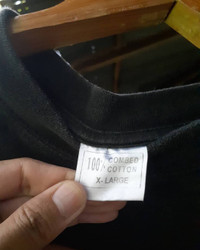 100% COMBED
COTTON
X-LARGE